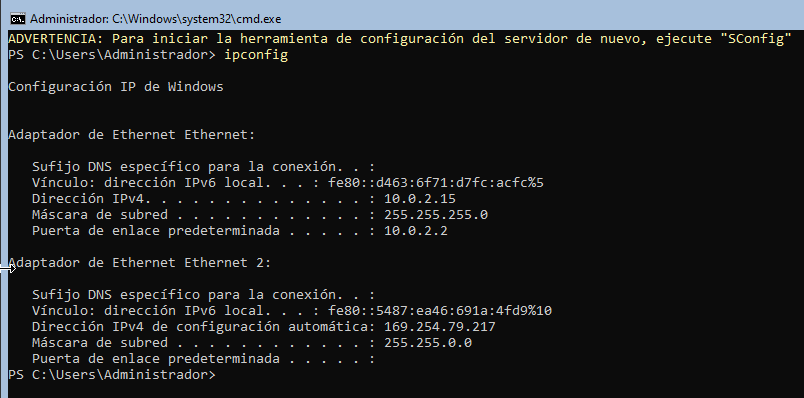 Administrador: C:\Windows\system32\cmd.exe
ADVERTENCIA: Para iniciar la herramienta de configuración del servidor de nuevo, ejecute "SConfig"
PS C:\Users\Administrador> ipconfig
Configuración IP de Windows
Adaptador de Ethernet Ethernet:
Sufijo DNS específico para la conexión. . :
Vínculo: dirección IPv6 local. . . : fe80::d463:6f71:d7fc:acfc%5
Dirección IPv4. . . . . . . . . . . . . . : 10.0.2.15
Máscara de subred . . . . . . . . . . . . : 255.255.255.0
Puerta de enlace predeterminada . . . . . : 10.0.2.2
Adaptador de Ethernet Ethernet 2:
Sufijo DNS específico para la conexión. . :
Vínculo: dirección IPv6 local. . . : fe80::5487:ea46:691a:4fd9%10
Dirección IPv4 de configuración automática: 169.254.79.217
Máscara de subred . . . . . . . . . . . . : 255.255.0.0
Puerta de enlace predeterminada . . . . . :
PS C:\Users\Administrador>